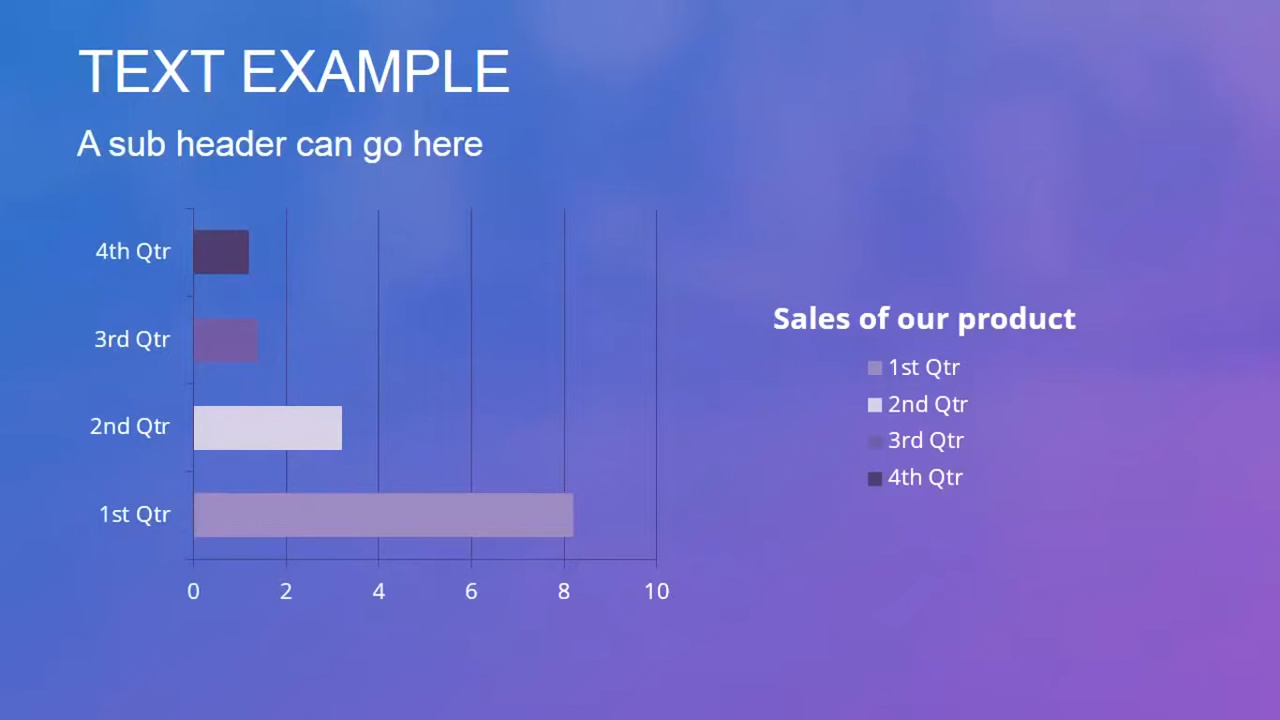 TEXT EXAMPLE
A sub header can go here
4th Qtr
3rd Qtr
2nd Qtr
1st Qtr
0 2 4 6 8 10
Sales of our product
1st Qtr
2nd Qtr
3rd Qtr
4th Qtr